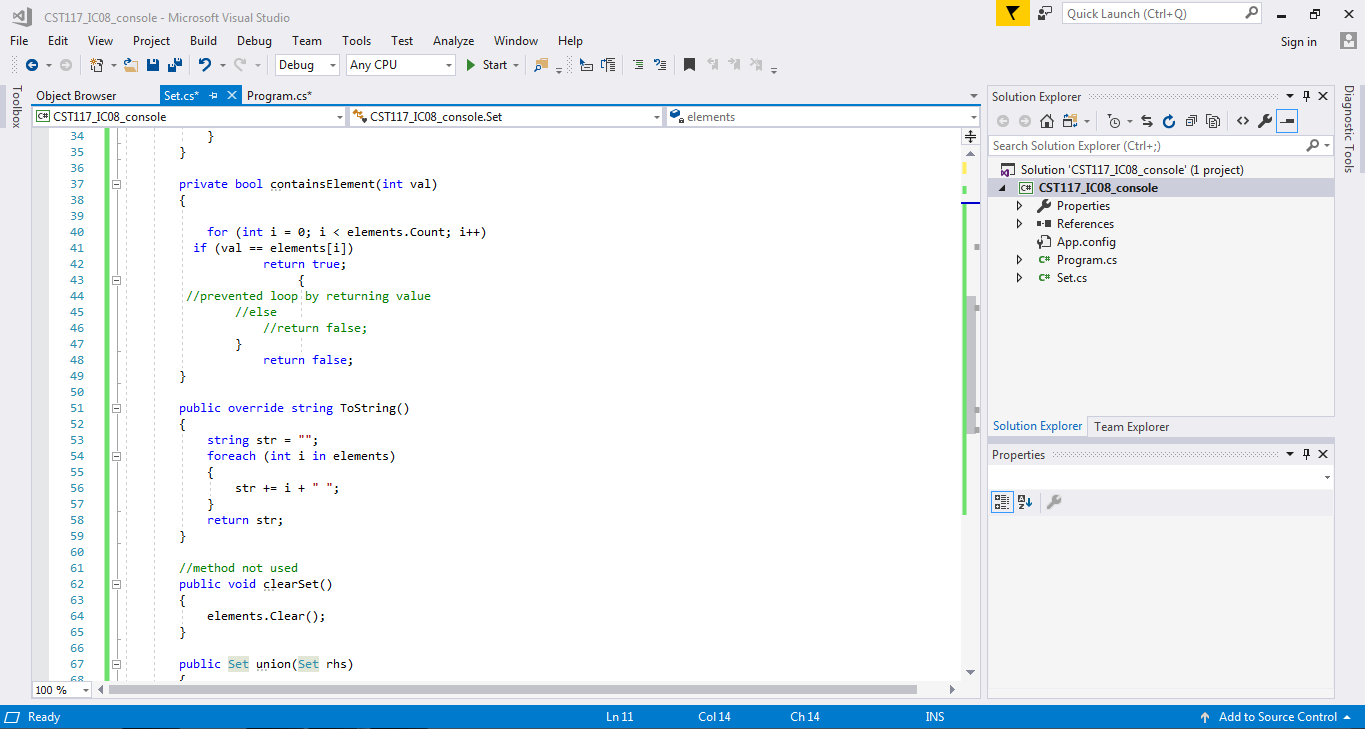 CST117_IC08_console - Microsoft Visual Studio
Quick Launch (Ctrl+Q)
File Edit View Project Build Debug Team Tools Test Analyze Window Help
Sign in
Debug Any CPU Start
Toolbox
Object Browser Set.cs* Program.cs*
C# CST117_IC08_console CST117_IC08_console.Set elements
34 }
35 }
36
37 private bool containsElement(int val)
38 {
39
40 for (int i = 0; i < elements.Count; i++)
41 if (val == elements[i])
42 return true;
43 {
44 //prevented loop by returning value
45 //else
46 //return false;
47 }
48 return false;
49 }
50
51 public override string ToString()
52 {
53 string str = "";
54 foreach (int i in elements)
55 {
56 str += i + " ";
57 }
58 return str;
59 }
60
61 //method not used
62 public void clearSet()
63 {
64 elements.Clear();
65 }
66
67 public Set union(Set rhs)
68 {
100 %
Solution Explorer
Search Solution Explorer (Ctrl+;)
Solution 'CST117_IC08_console' (1 project)
C# CST117_IC08_console
Properties
References
App.config
C# Program.cs
C# Set.cs
Solution Explorer Team Explorer
Properties
Diagnostic Tools
Ready Ln 11 Col 14 Ch 14 INS Add to Source Control